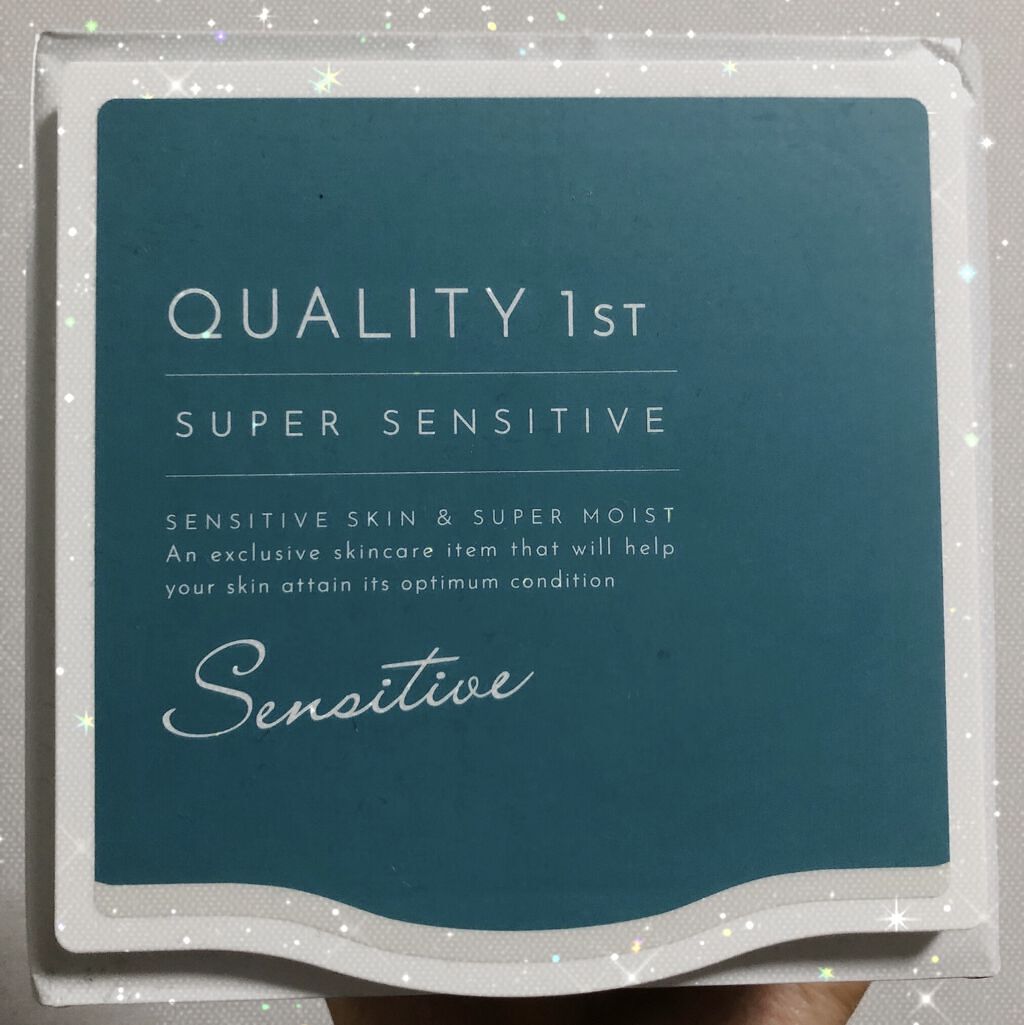 QUALITY 1ST
SUPER SENSITIVE
SENSITIVE SKIN & SUPER MOIST
An exclusive skincare item that will help
your skin attain its optimum condition
Sensitive